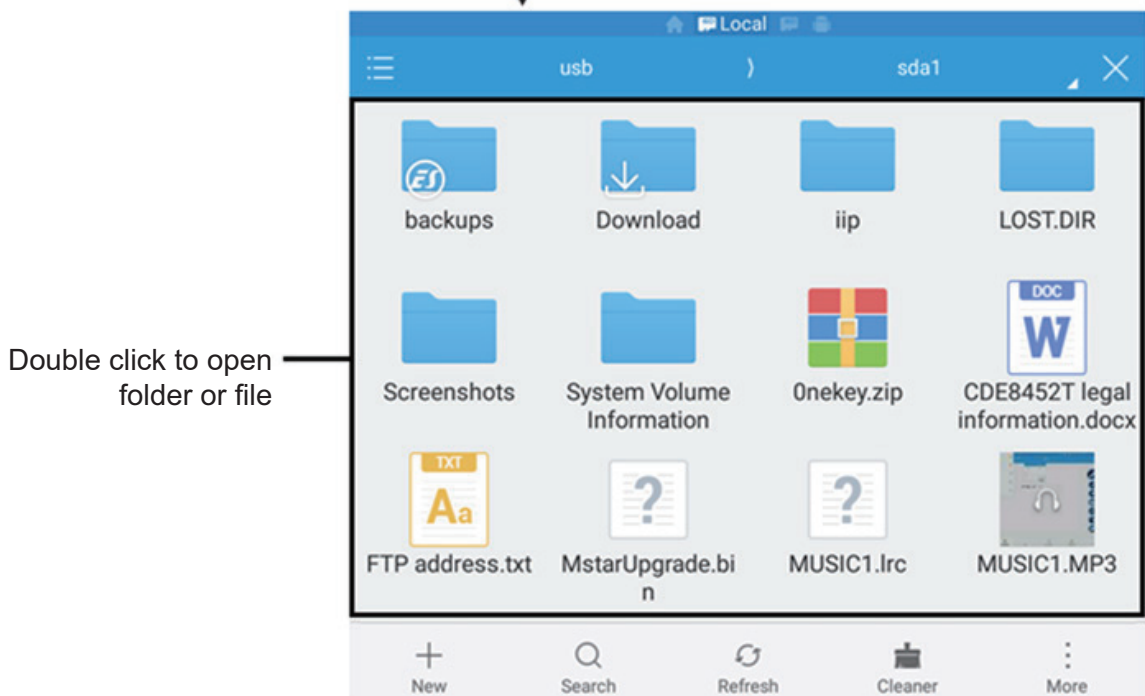 Local
usb
sda1
ES
backups
Download
iip
LOST.DIR
DOC
W
Screenshots
System Volume
Information
0nekey.zip
CDE8452T legal
information.docx
Double click to open
folder or file
TXT
Aa
?
?
FTP address.txt
MstarUpgrade.bi
n
MUSIC1.lrc
MUSIC1.MP3
New
Search
Refresh
Cleaner
More